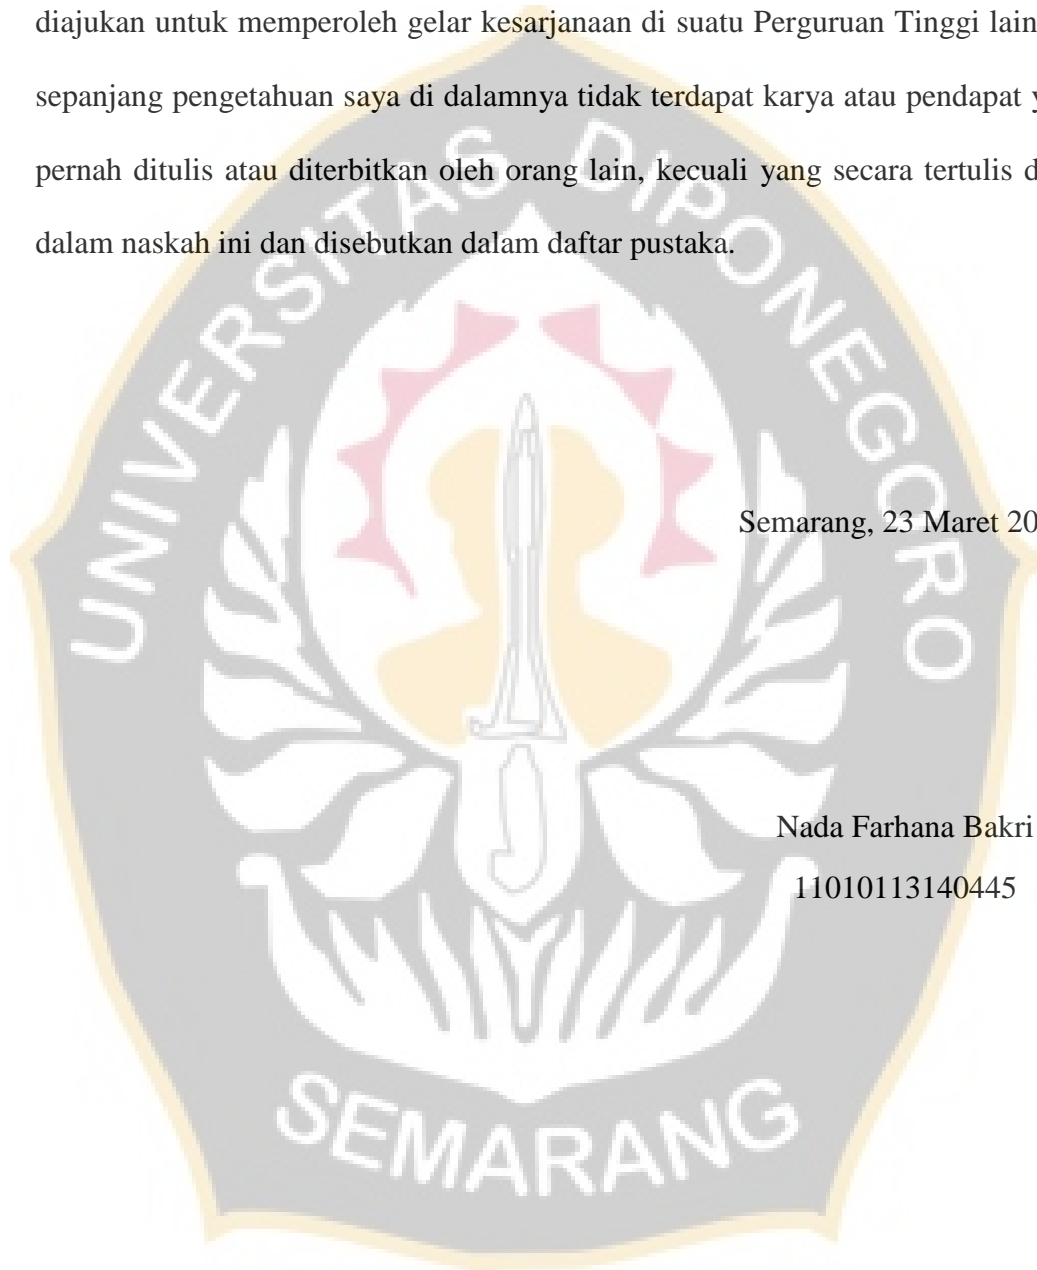 diajukan untuk memperoleh gelar kesarjanaan di suatu Perguruan Tinggi lain
sepanjang pengetahuan saya di dalamnya tidak terdapat karya atau pendapat y
pernah ditulis atau diterbitkan oleh orang lain, kecuali yang secara tertulis d
dalam naskah ini dan disebutkan dalam daftar pustaka.
UNIVERSITAS DIPONEGORO
Semarang, 23 Maret 20
Nada Farhana Bakri
11010113140445
SEMARANG